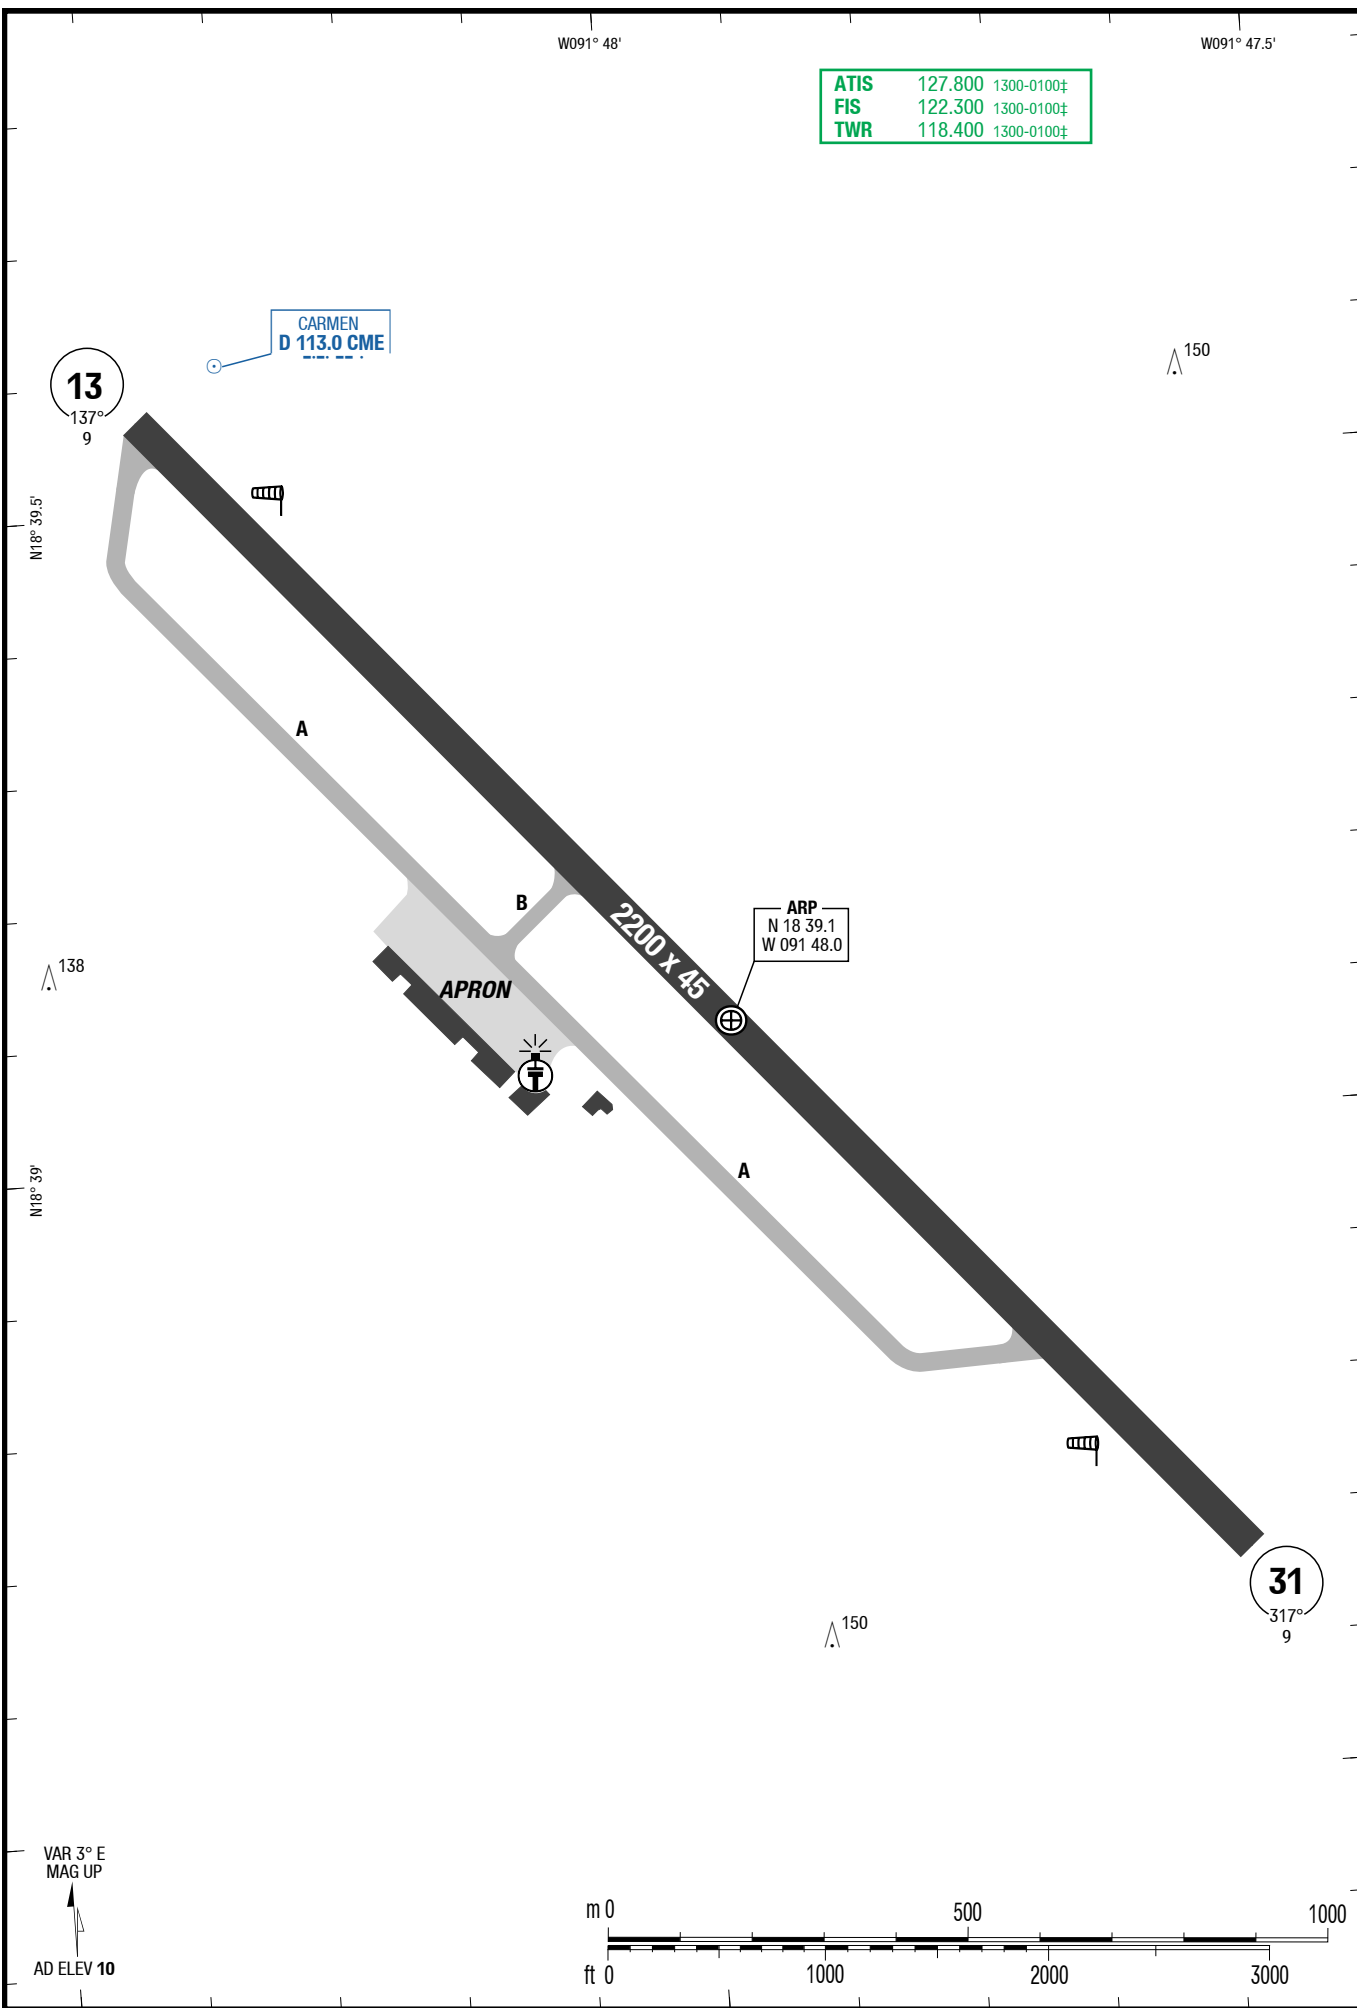 W091° 48'
W091° 47.5'
ATIS 127.800 1300-0100‡
FIS 122.300 1300-0100‡
TWR 118.400 1300-0100‡
CARMEN
D 113.0 CME
150
13
137°
9
N18° 39.5'
A
B
2200 x 45
ARP
N 18 39.1
W 091 48.0
138
APRON
A
N18° 39'
31
317°
9
150
VAR 3° E
MAG UP
AD ELEV 10
m 0 500 1000
ft 0 1000 2000 3000